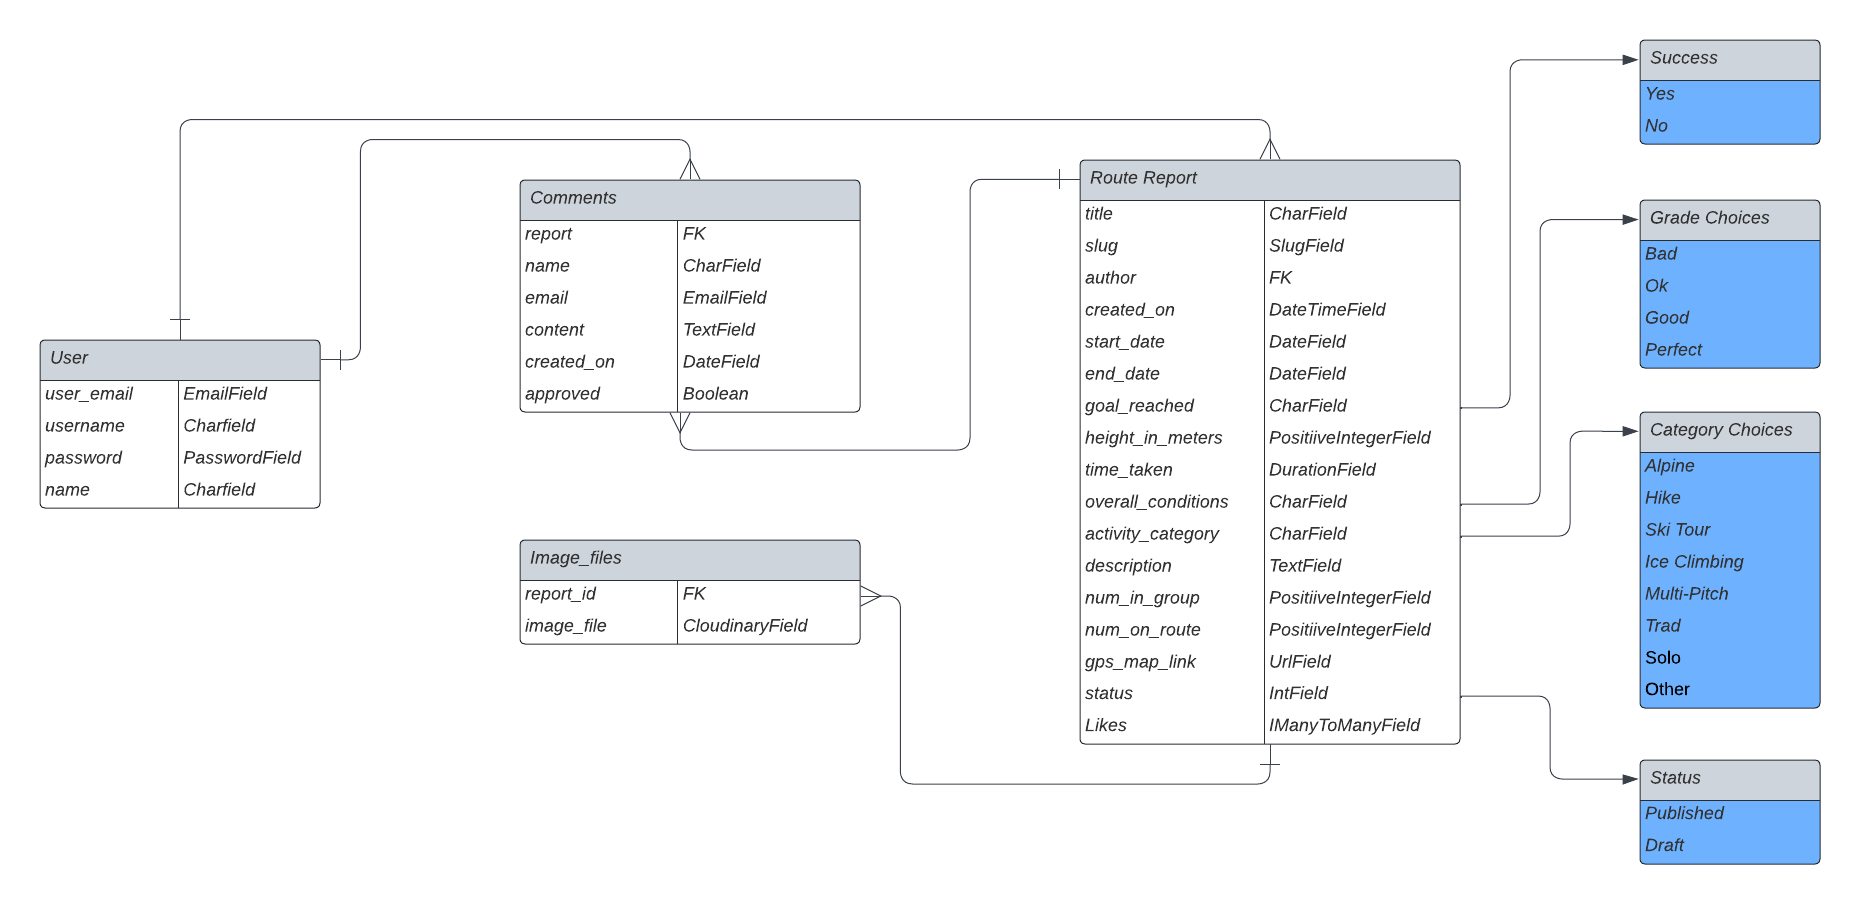 User
user_email EmailField
username Charfield
password PasswordField
name Charfield
Comments
report FK
name CharField
email EmailField
content TextField
created_on DateField
approved Boolean
Image_files
report_id FK
image_file CloudinaryField
Route Report
title CharField
slug SlugField
author FK
created_on DateTimeField
start_date DateField
end_date DateField
goal_reached CharField
height_in_meters PositiiveIntegerField
time_taken DurationField
overall_conditions CharField
activity_category CharField
description TextField
num_in_group PositiiveIntegerField
num_on_route PositiiveIntegerField
gps_map_link UrlField
status IntField
Likes IManyToManyField
Success
Yes
No
Grade Choices
Bad
Ok
Good
Perfect
Category Choices
Alpine
Hike
Ski Tour
Ice Climbing
Multi-Pitch
Trad
Solo
Other
Status
Published
Draft